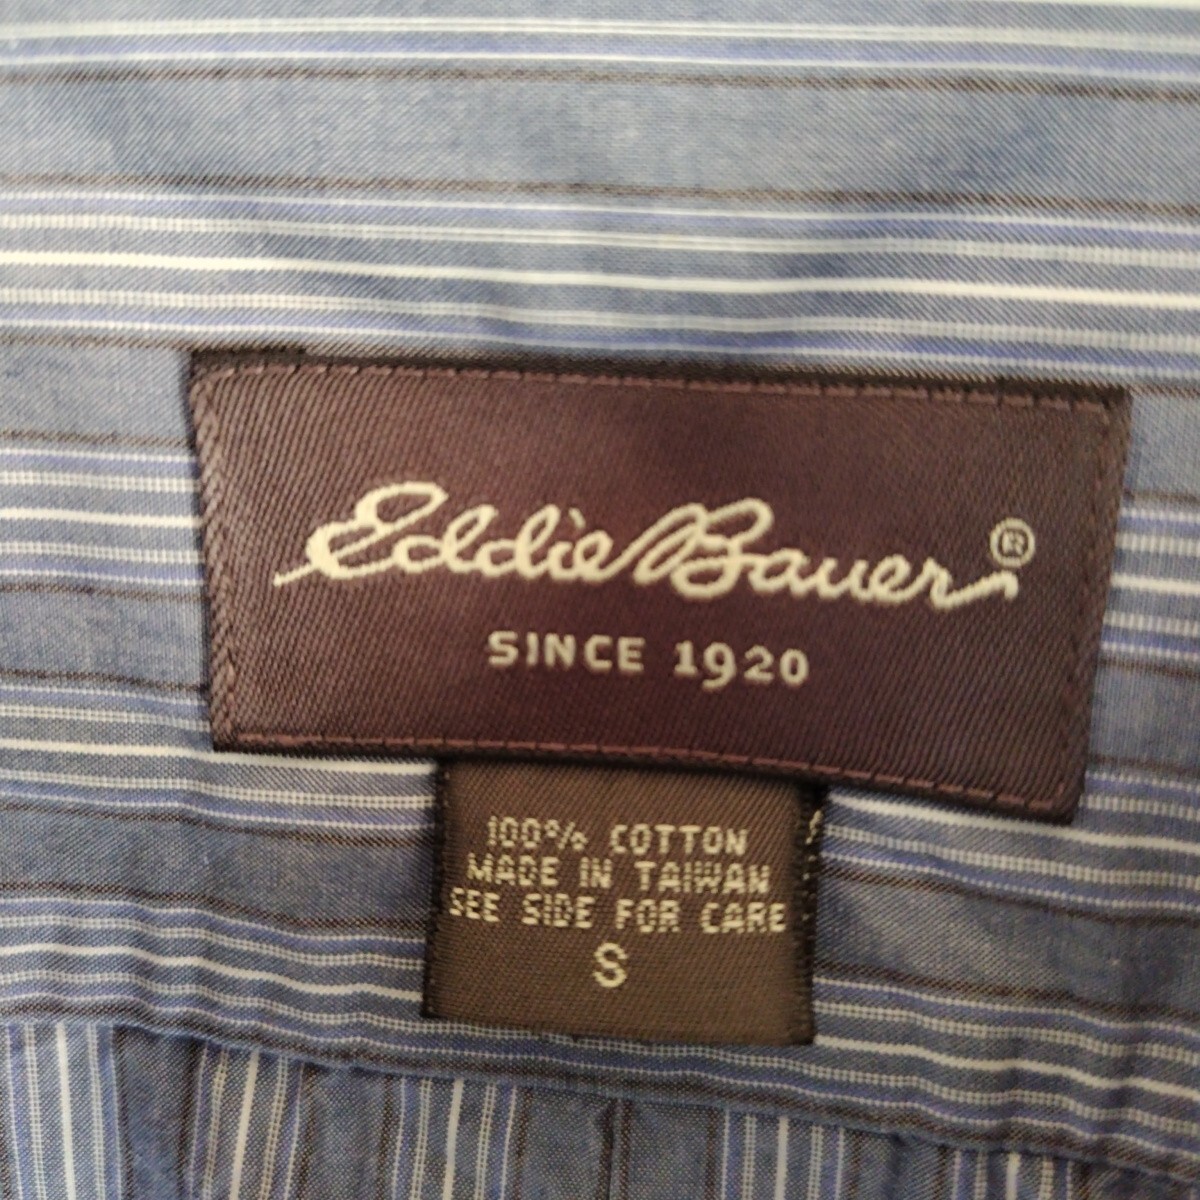 Eddie Bauer®
SINCE 1920
100% COTTON
MADE IN TAIWAN
SEE SIDE FOR CARE
S